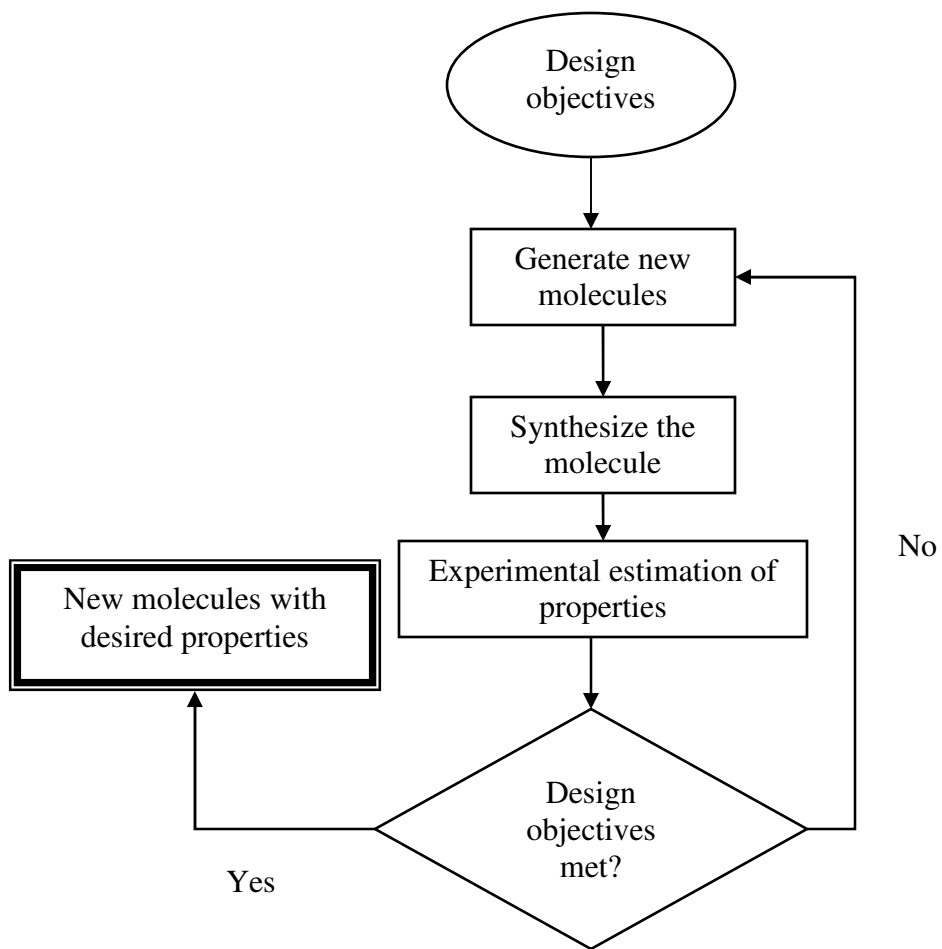 Design
objectives
Generate new
molecules
Synthesize the
molecule
Experimental estimation of
properties
Design
objectives
met?
No
Yes
New molecules with
desired properties